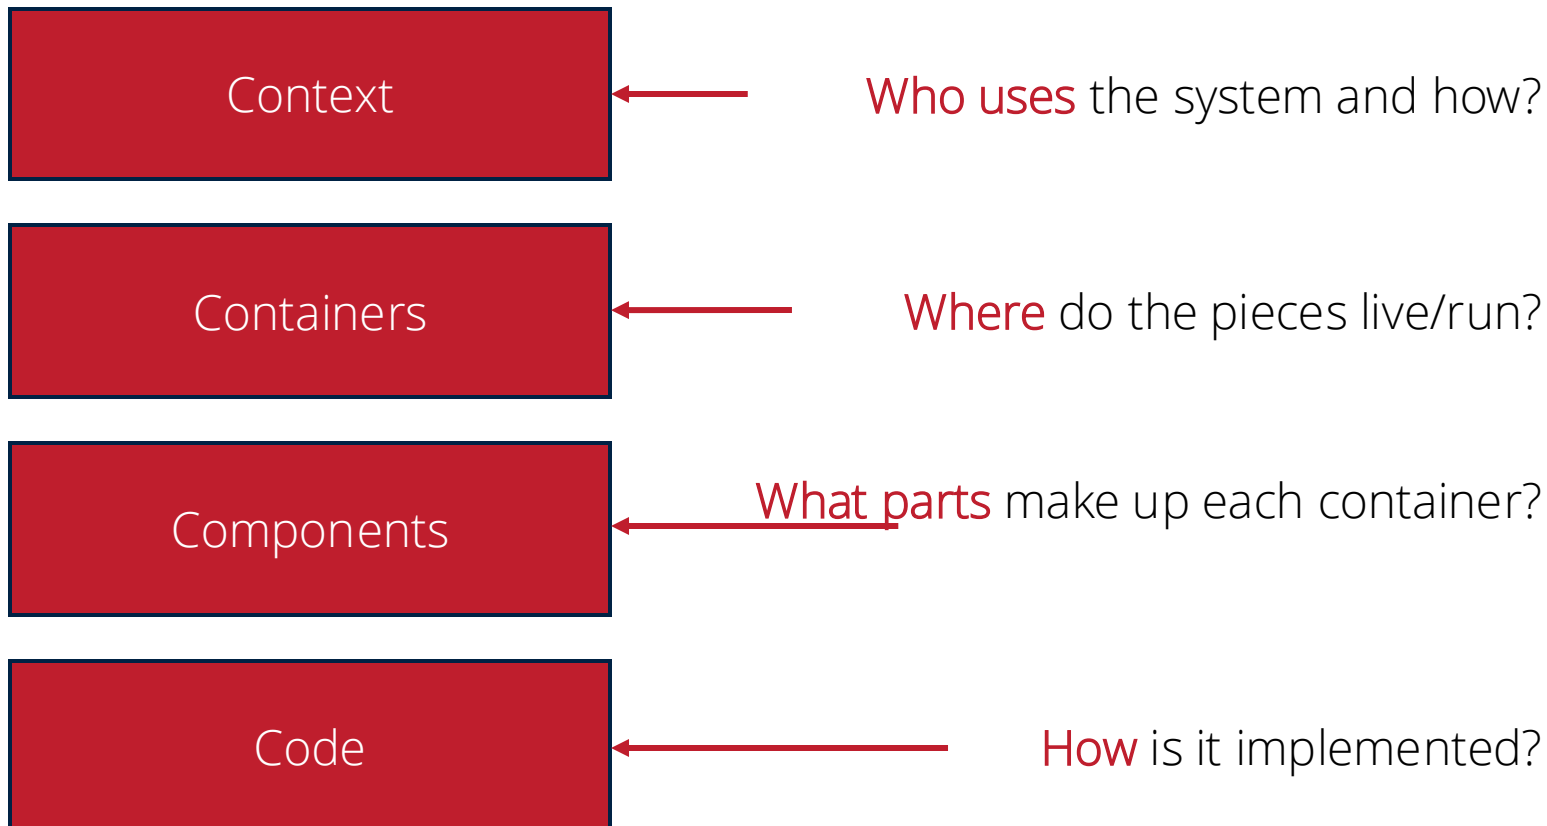 Context
Who uses the system and how?
Containers
Where do the pieces live/run?
Components
What parts make up each container?
Code
How is it implemented?